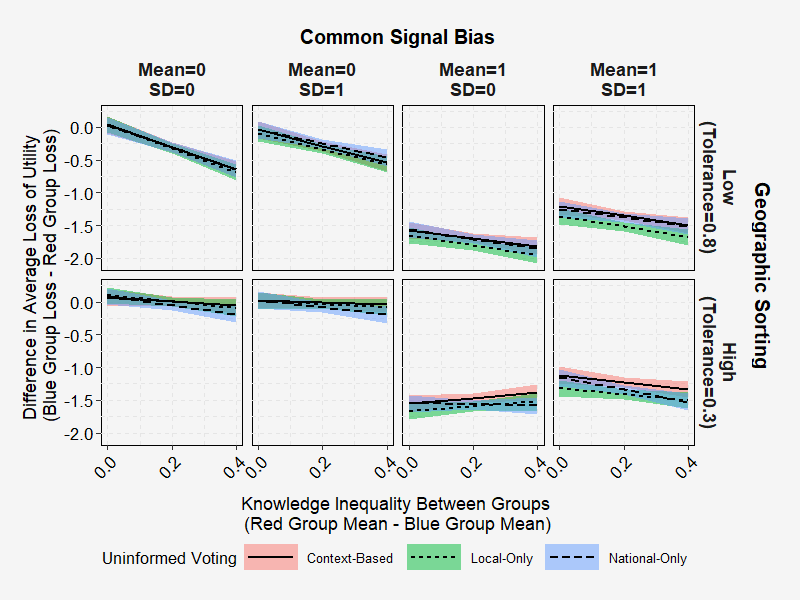 Common Signal Bias
Mean=0
SD=0
Mean=0
SD=1
Mean=1
SD=0
Mean=1
SD=1
Difference in Average Loss of Utility
(Blue Group Loss - Red Group Loss)
0.0
-0.5
-1.0
-1.5
-2.0
Low
(Tolerance=0.8)
0.0
-0.5
-1.0
-1.5
-2.0
High
(Tolerance=0.3)
Geographic Sorting
0.0
0.2
0.4
0.0
0.2
0.4
0.0
0.2
0.4
0.0
0.2
0.4
Knowledge Inequality Between Groups
(Red Group Mean - Blue Group Mean)
Uninformed Voting
Context-Based
Local-Only
National-Only